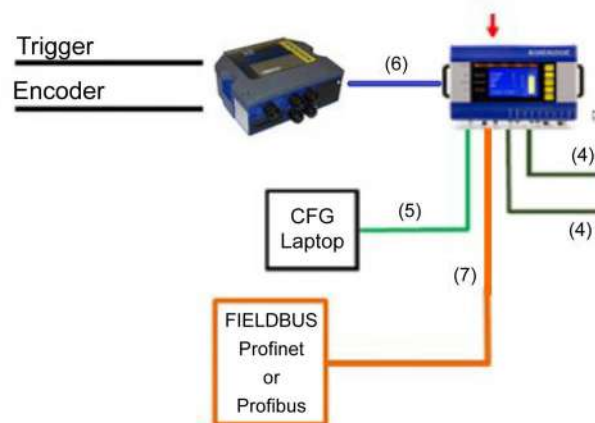 Trigger
Encoder
(6)
(4)
(4)
(5)
CFG
Laptop
(7)
FIELDBUS
Profinet
or
Profibus